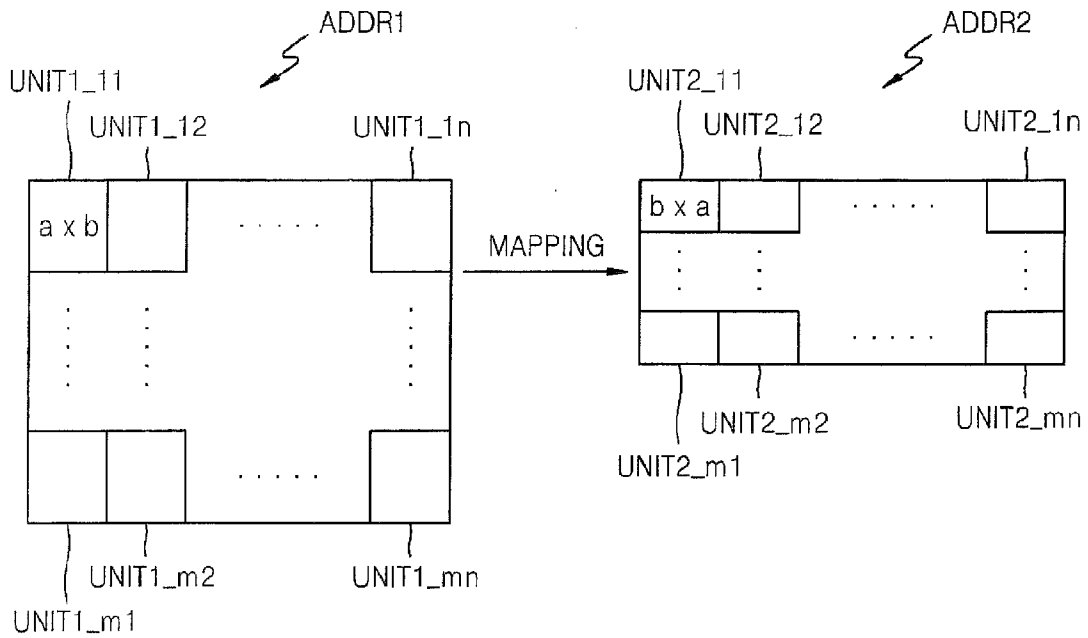 ADDR1
UNIT1_11
UNIT1_12
UNIT1_1n
a x b
UNIT1_m2
UNIT1_mn
UNIT1_m1
MAPPING
ADDR2
UNIT2_11
UNIT2_12
UNIT2_1n
b x a
UNIT2_m2
UNIT2_mn
UNIT2_m1